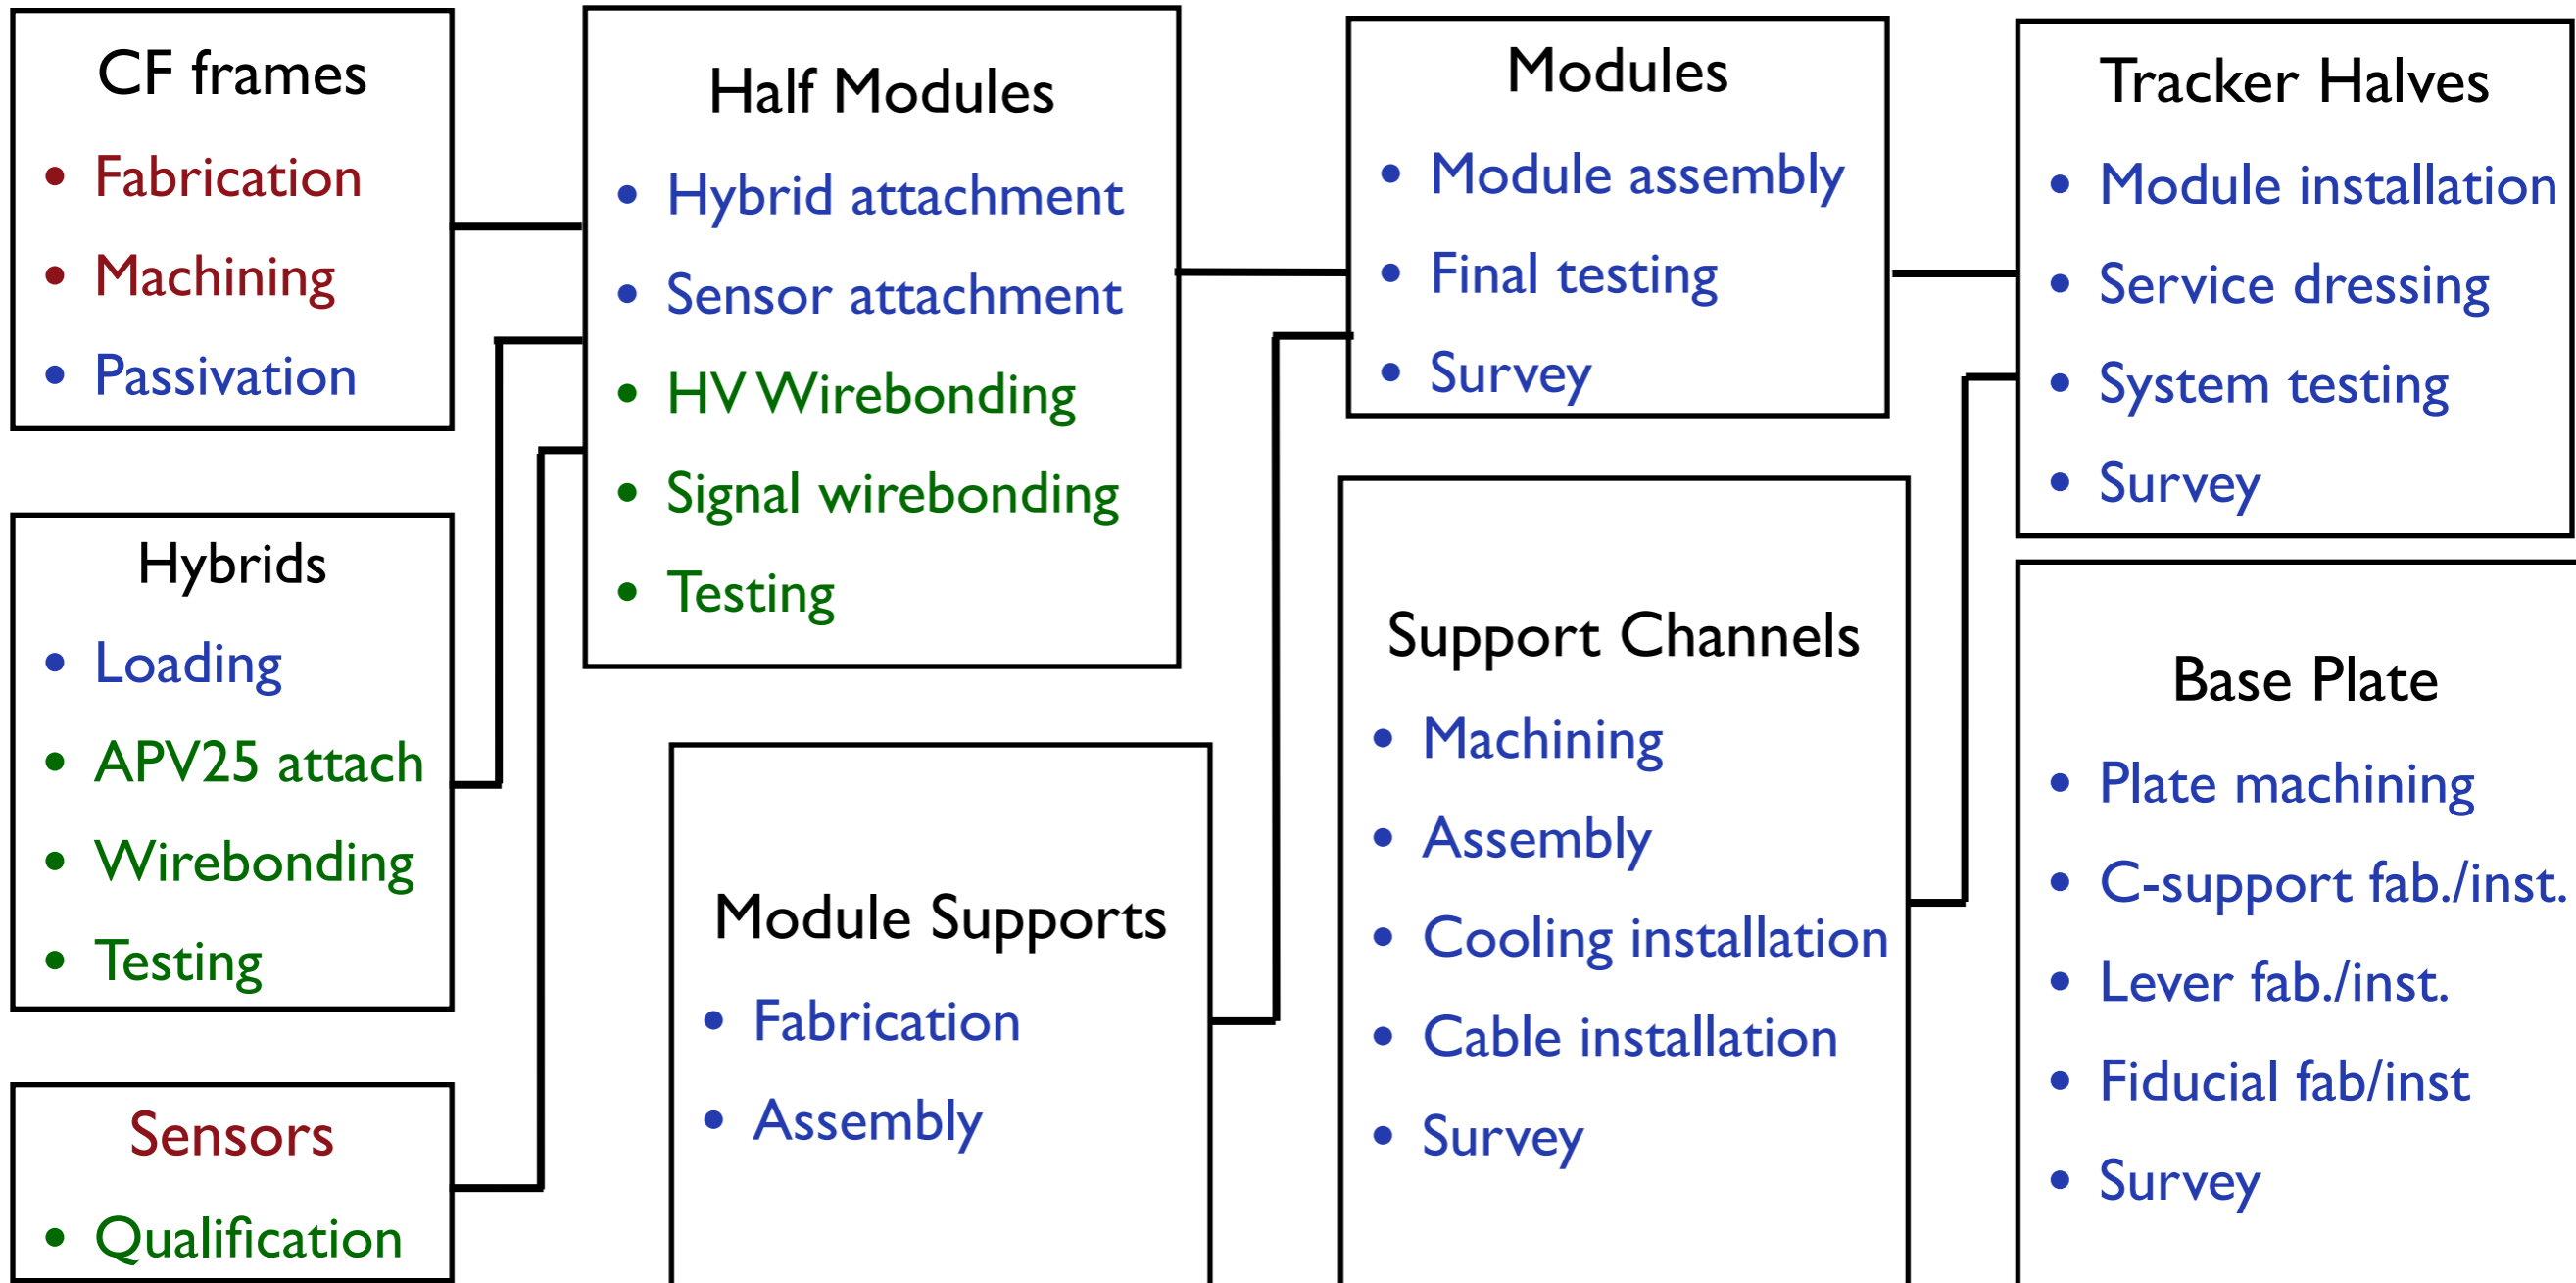 CF frames
• Fabrication
• Machining
• Passivation
Hybrids
• Loading
• APV25 attach
• Wirebonding
• Testing
Sensors
• Qualification
Half Modules
• Hybrid attachment
• Sensor attachment
• HV Wirebonding
• Signal wirebonding
• Testing
Module Supports
• Fabrication
• Assembly
Modules
• Module assembly
• Final testing
• Survey
Support Channels
• Machining
• Assembly
• Cooling installation
• Cable installation
• Survey
Tracker Halves
• Module installation
• Service dressing
• System testing
• Survey
Base Plate
• Plate machining
• C-support fab./inst.
• Lever fab./inst.
• Fiducial fab/inst
• Survey